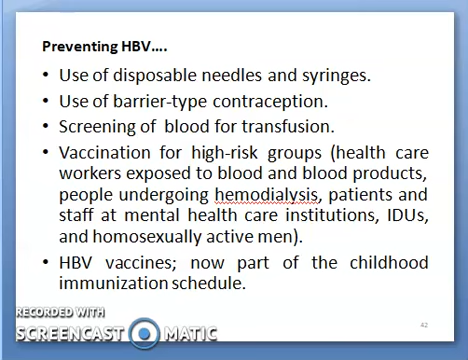 Preventing HBV....
• Use of disposable needles and syringes.
• Use of barrier-type contraception.
• Screening of blood for transfusion.
• Vaccination for high-risk groups (health care
workers exposed to blood and blood products,
people undergoing hemodialysis, patients and
staff at mental health care institutions, IDUs,
and homosexually active men).
• HBV vaccines; now part of the childhood
immunization schedule.
RECORDED WITH
SCREENCAST MATIC
42